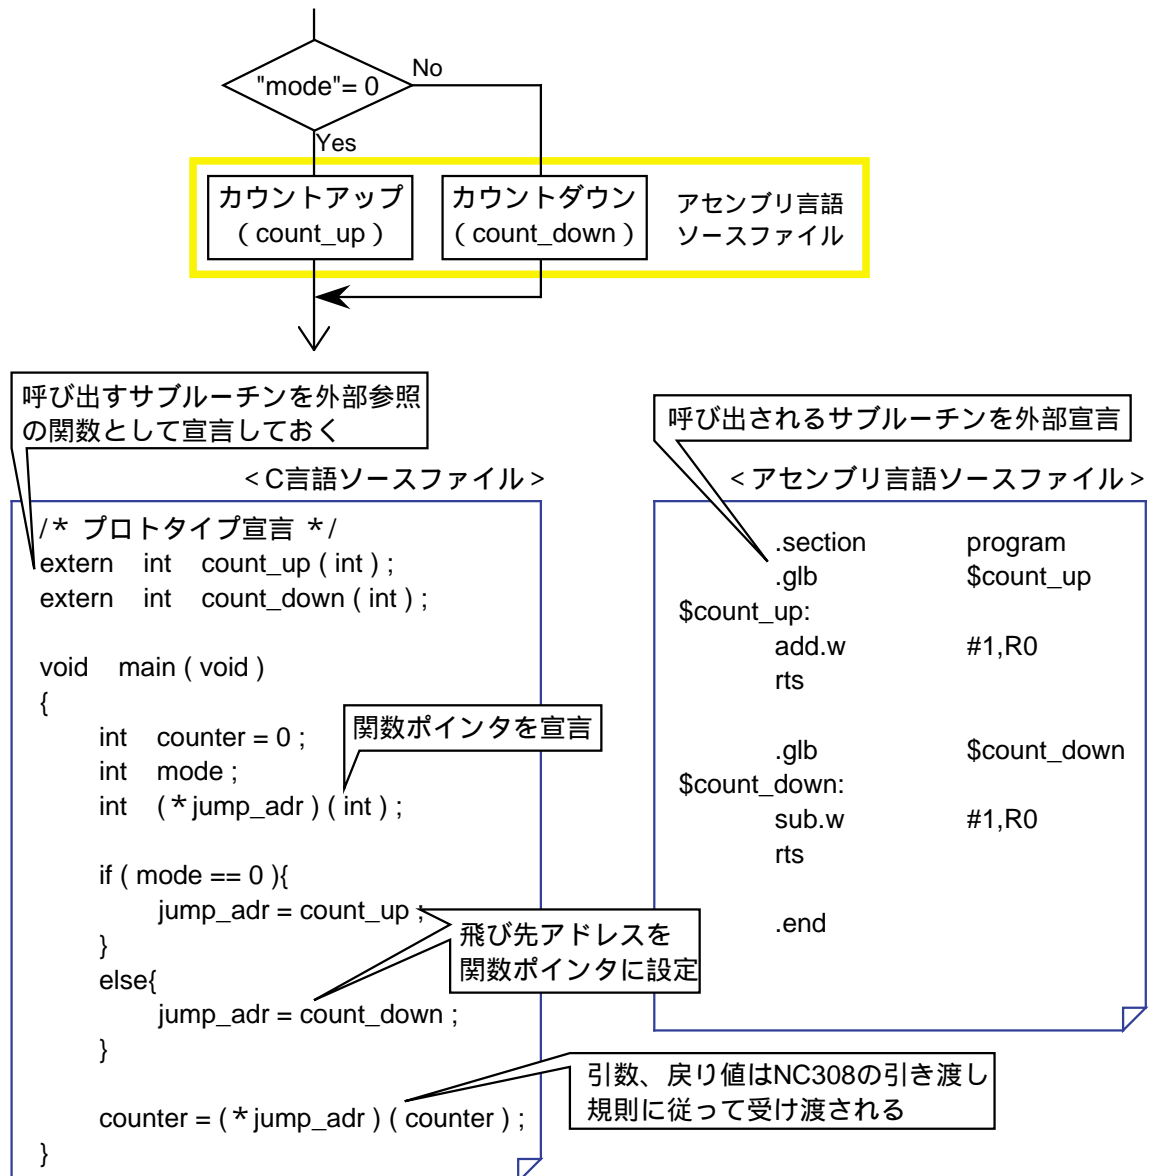 "mode"= 0
No
Yes
カウントアップ
( count_up )
カウントダウン
( count_down )
アセンブリ言語
ソースファイル
呼び出すサブルーチンを外部参照
の関数として宣言しておく
呼び出されるサブルーチンを外部宣言
< C言語ソースファイル >
/* プロトタイプ宣言 */
extern int count_up ( int ) ;
extern int count_down ( int ) ;
void main ( void )
{
int counter = 0 ;
関数ポインタを宣言
int mode ;
int ( * jump_adr ) ( int ) ;
if ( mode == 0 ){
jump_adr = count_up ;
}
飛び先アドレスを
関数ポインタに設定
else{
jump_adr = count_down ;
}
引数、戻り値はNC308の引き渡し
規則に従って受け渡される
counter = ( * jump_adr ) ( counter ) ;
}
< アセンブリ言語ソースファイル >
.section program
.glb $count_up
$count_up:
add.w #1,R0
rts
.glb $count_down
$count_down:
sub.w #1,R0
rts
.end